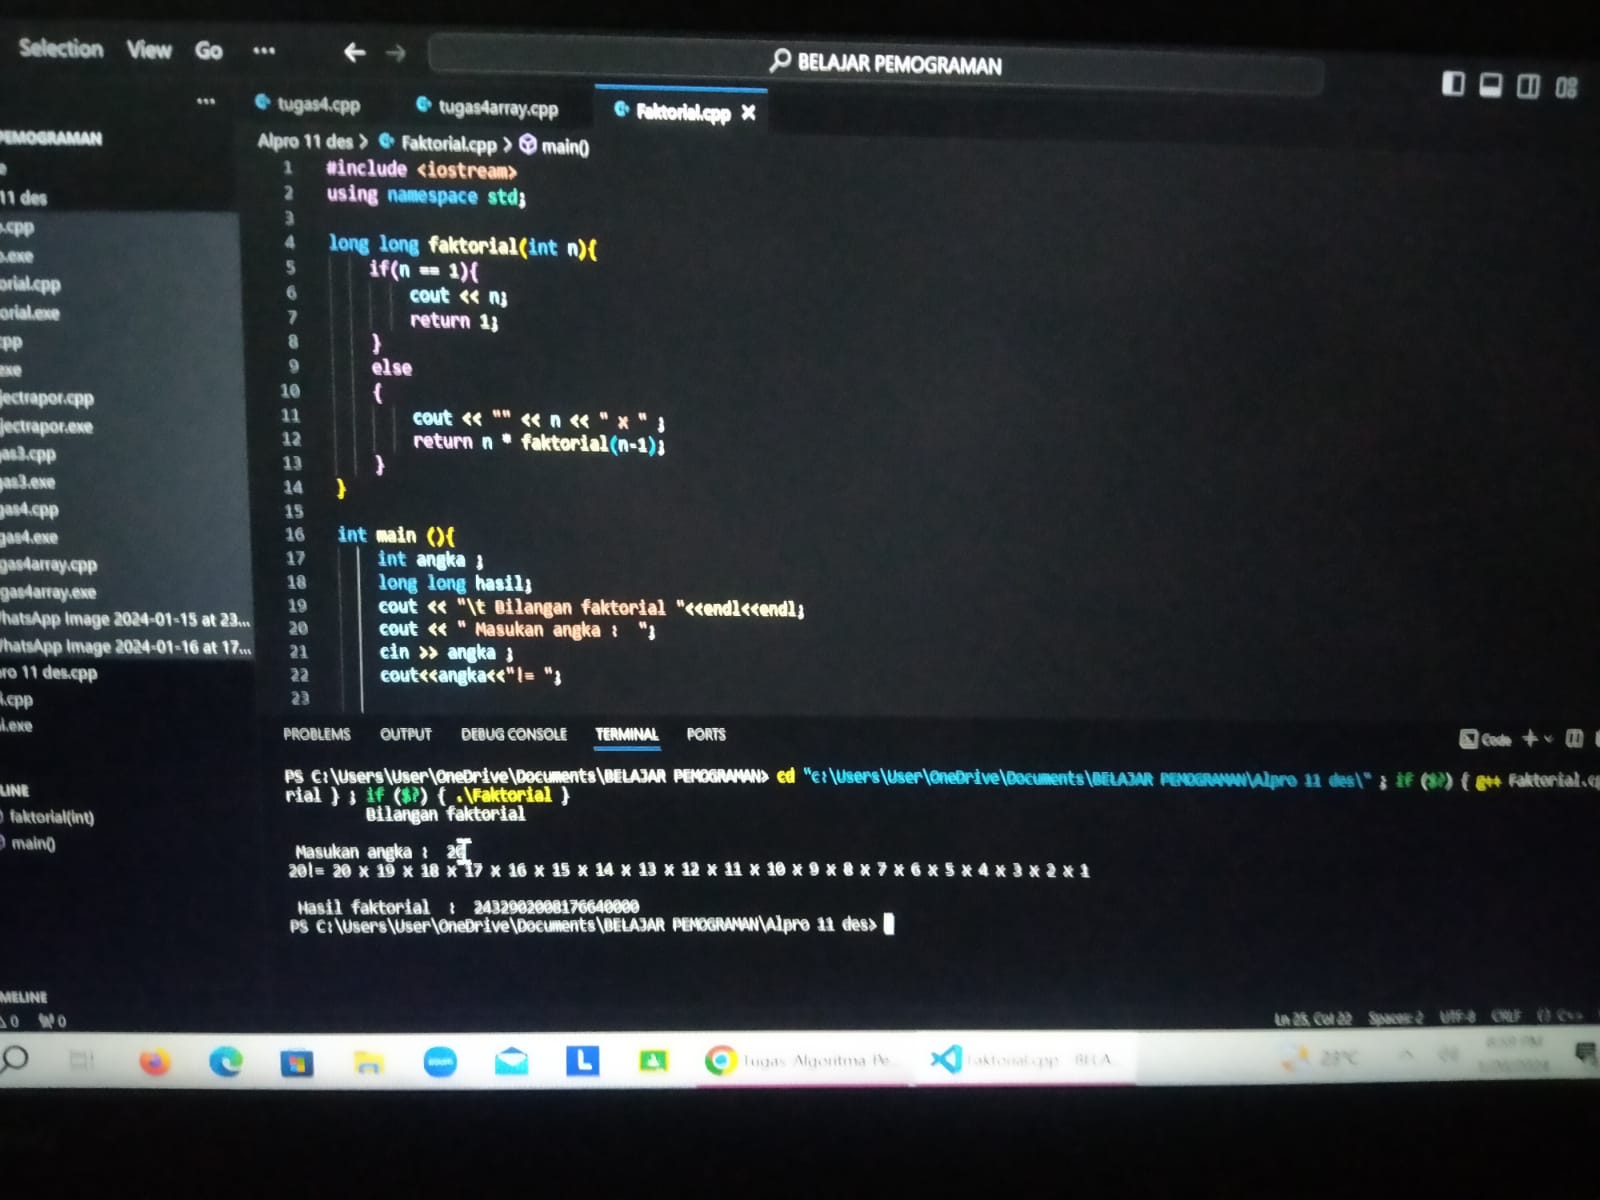 Selection View Go ...
BELAJAR PEMOGRAMAN
tugas4.cpp tugas4array.cpp Faktorial.cpp
PEMOGRAMAN
Alpro 11 des > Faktorial.cpp > main()
11 des
.cpp
.exe
orial.cpp
orial.exe
cpp
exe
jectrapor.cpp
jectrapor.exe
gas3.cpp
gas3.exe
gas4.cpp
gas4.exe
gas4array.cpp
gas4array.exe
hatsApp Image 2024-01-15 at 23...
hatsApp Image 2024-01-16 at 17...
ro 11 des.cpp
.cpp
.exe
LINE
faktorial(int)
main()
MELINE
1 #include <iostream>
2 using namespace std;
3
4 long long faktorial(int n){
5 if(n == 1){
6 cout << n;
7 return 1;
8 }
9 else
10 {
11 cout << "" << n << " x " ;
12 return n * faktorial(n-1);
13 }
14 }
15
16 int main (){
17 int angka ;
18 long long hasil;
19 cout << "\t Bilangan faktorial "<<endl<<endl;
20 cout << " Masukan angka :  ";
21 cin >> angka ;
22 cout<<angka<<"!= ";
23
PROBLEMS OUTPUT DEBUG CONSOLE TERMINAL PORTS
Code
PS C:\Users\User\OneDrive\Documents\BELAJAR PEMOGRAMAN> cd "c:\Users\User\OneDrive\Documents\BELAJAR PEMOGRAMAN\Alpro 11 des\" ; if ($?) { g++ Faktorial.c
rial } ; if ($?) { .\Faktorial }
Bilangan faktorial
Masukan angka :  20
20!= 20 x 19 x 18 x 17 x 16 x 15 x 14 x 13 x 12 x 11 x 10 x 9 x 8 x 7 x 6 x 5 x 4 x 3 x 2 x 1
Hasil faktorial  :  2432902008176640000
PS C:\Users\User\OneDrive\Documents\BELAJAR PEMOGRAMAN\Alpro 11 des>
0 0
Ln 25, Col 22 Spaces: 2 UTF-8 CRLF {} C++
zoom L Tugas Algoritma Pe... Faktorial.cpp - BELA... 23°C